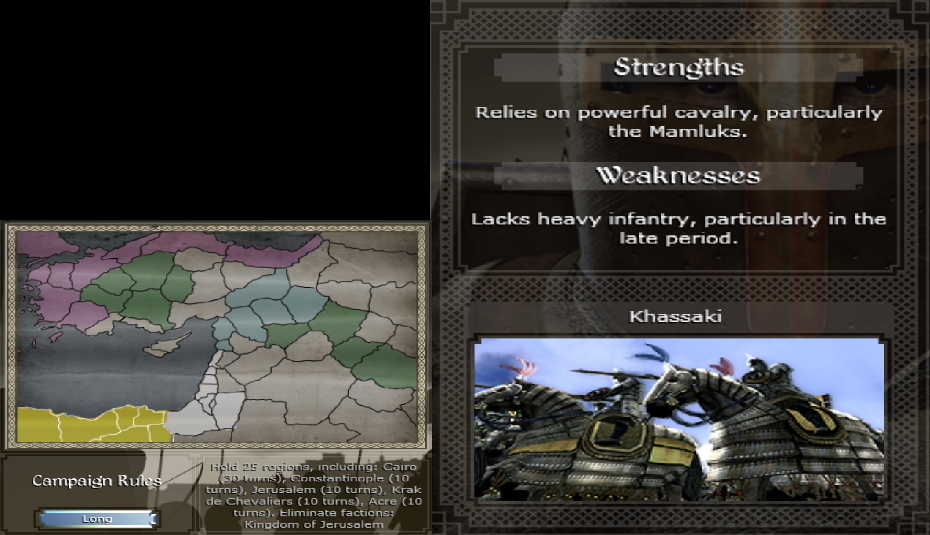 Strengths
Relies on powerful cavalry, particularly
the Mamluks.
Weaknesses
Lacks heavy infantry, particularly in the
late period.
Khassaki
Campaign Rules
Long
Hold 25 regions, including: Cairo
(30 turns), Constantinople (10
turns), Jerusalem (10 turns), Krak
de Chevaliers (10 turns), Acre (10
turns). Eliminate factions:
Kingdom of Jerusalem